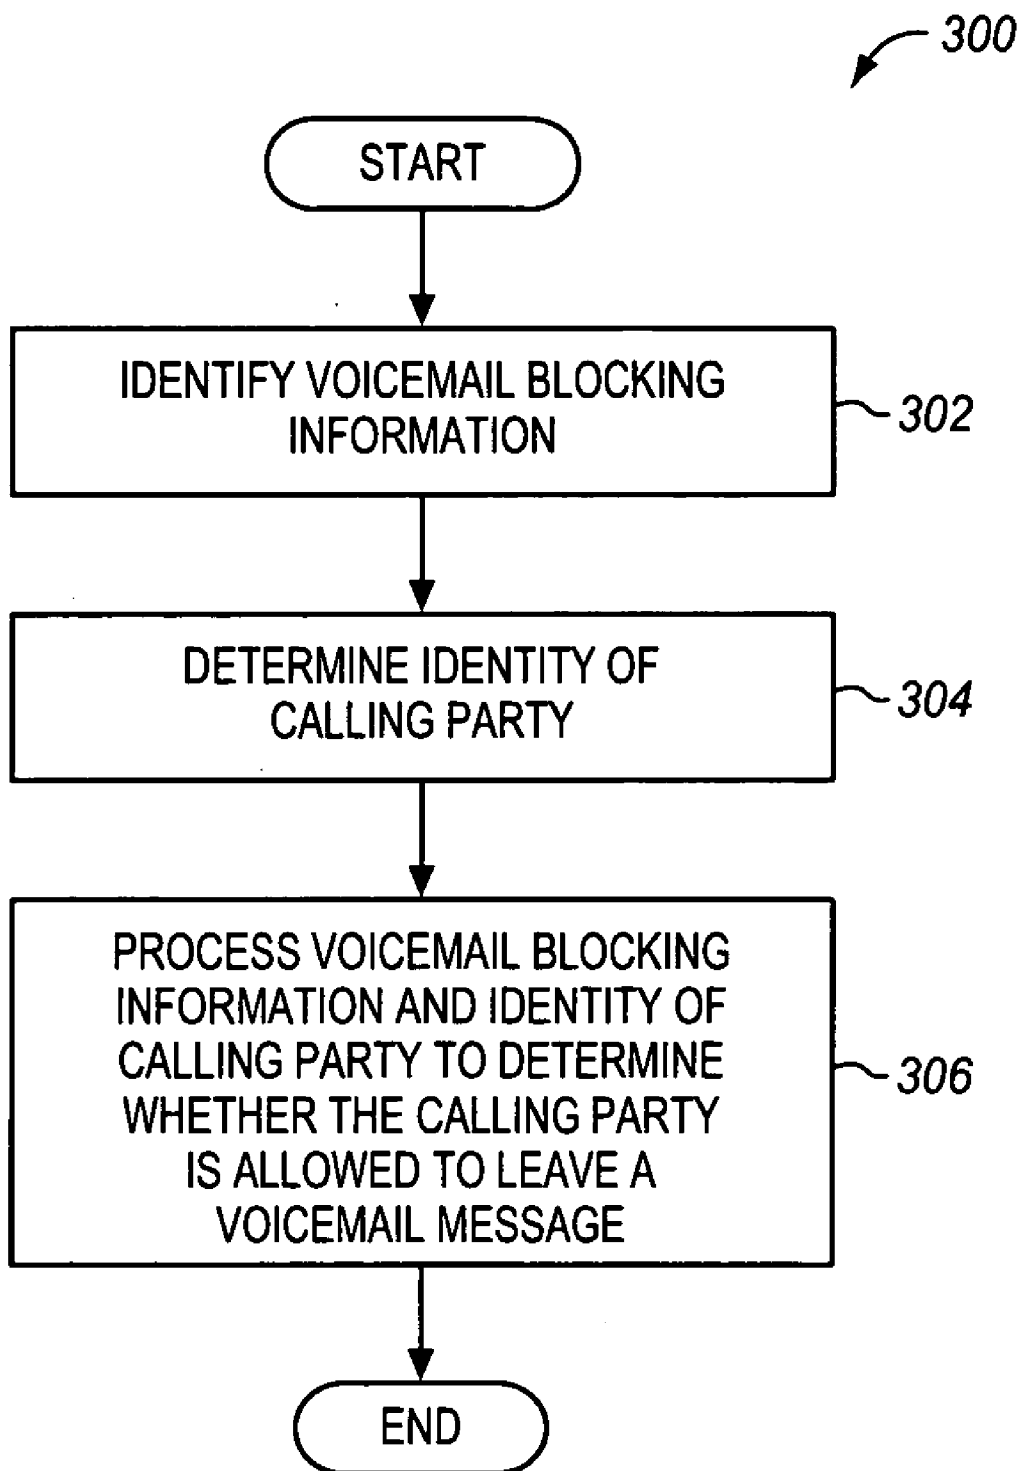 300
START
IDENTIFY VOICEMAIL BLOCKING
INFORMATION
302
DETERMINE IDENTITY OF
CALLING PARTY
304
PROCESS VOICEMAIL BLOCKING
INFORMATION AND IDENTITY OF
CALLING PARTY TO DETERMINE
WHETHER THE CALLING PARTY
IS ALLOWED TO LEAVE A
VOICEMAIL MESSAGE
306
END